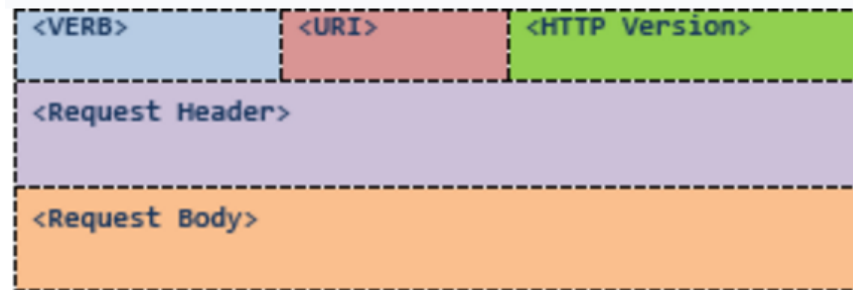 <VERB> <URI> <HTTP Version>
<Request Header>
<Request Body>